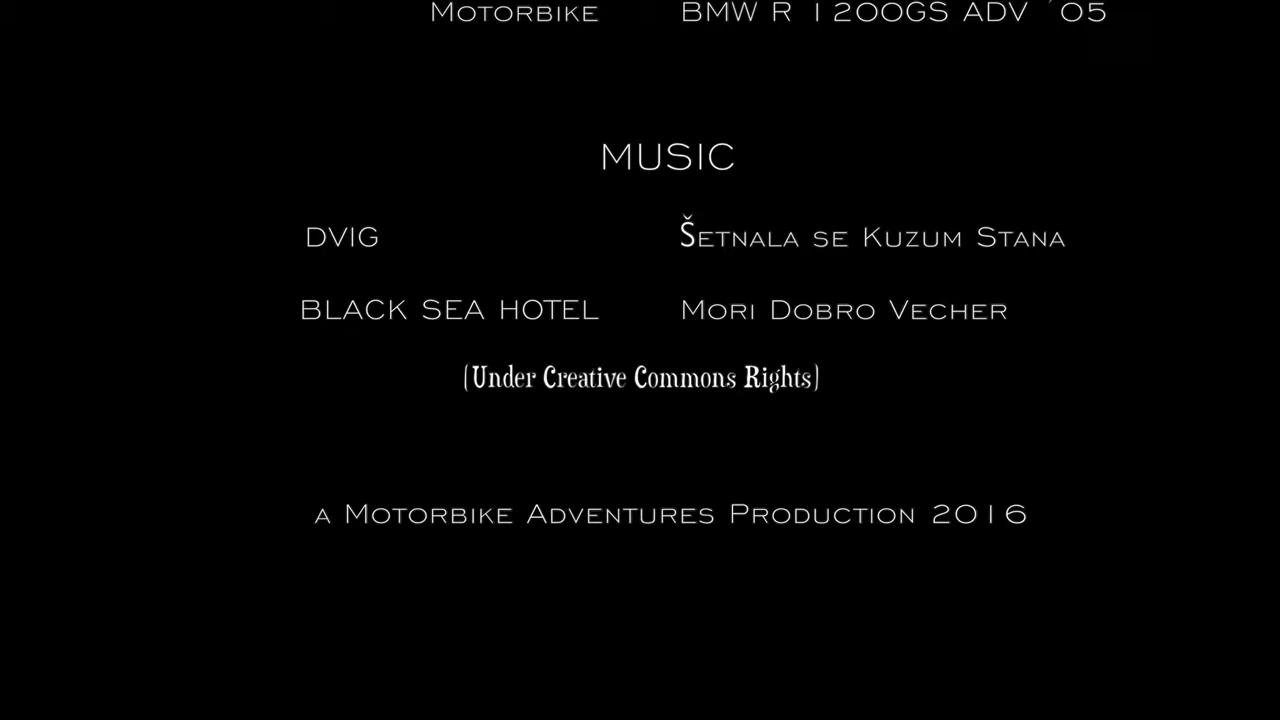 Motorbike BMW R 1200GS ADV ´05
MUSIC
DVIG Šetnala se Kuzum Stana
BLACK SEA HOTEL Mori Dobro Vecher
(Under Creative Commons Rights)
a Motorbike Adventures Production 2016